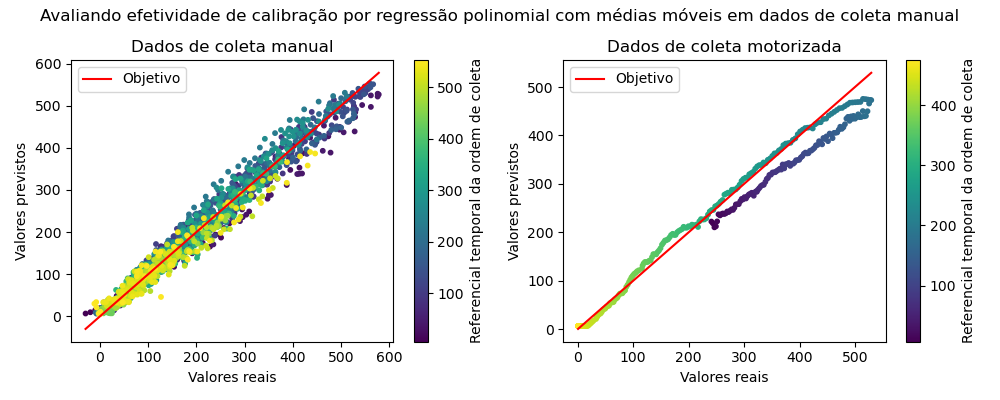 Avaliando efetividade de calibração por regressão polinomial com médias móveis em dados de coleta manual
Dados de coleta manual
Objetivo
600
500
400
300
200
100
0
Valores previstos
0 100 200 300 400 500 600
Valores reais
500
400
300
200
100
Referencial temporal da ordem de coleta
Dados de coleta motorizada
Objetivo
500
400
300
200
100
0
Valores previstos
0 100 200 300 400 500
Valores reais
400
300
200
100
Referencial temporal da ordem de coleta